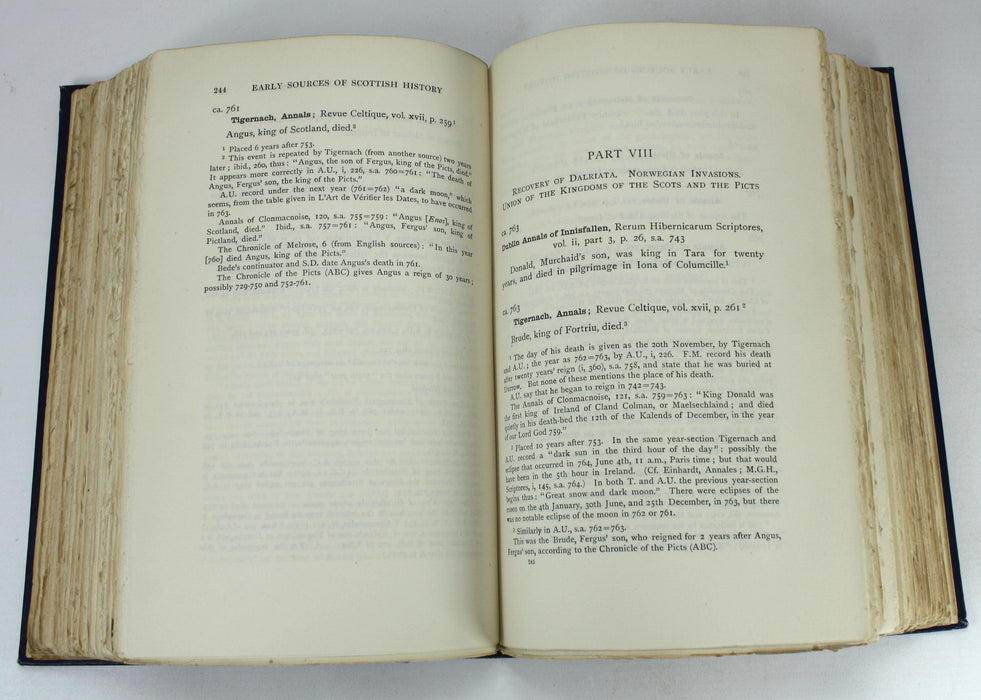 244 EARLY SOURCES OF SCOTTISH HISTORY
ca. 761
Tigernach, Annals; Revue Celtique, vol. xvii, p. 259¹
Angus, king of Scotland, died.²
¹ Placed 6 years after 753.
² This event is repeated by Tigernach (from another source) two years
later; ibid., 260, thus: "Angus, the son of Fergus, king of the Picts, died."
It appears more correctly in A.U., i, 226, s.a. 760=761: "The death of
Angus, Fergus' son, the king of the Picts."
A.U. record under the next year (761=762) "a dark moon," which
seems, from the table given in L'Art de Vérifier les Dates, to have occurred
in 763.
Annals of Clonmacnoise, 120, s.a. 755=759: "Angus [Enos], king of
Scotland, died." Ibid., s.a. 757=761: "Angus, Fergus' son, king of
Pictland, died."
The Chronicle of Melrose, 6 (from English sources): "In this year
[760] died Angus, king of the Picts."
Bede's continuator and S.D. date Angus's death in 761.
The Chronicle of the Picts (ABC) gives Angus a reign of 30 years;
possibly 729-750 and 752-761.
PART VIII
RECOVERY OF DALRIATA. NORWEGIAN INVASIONS.
UNION OF THE KINGDOMS OF THE SCOTS AND THE PICTS
ca. 763
Dublin Annals of Innisfallen, Rerum Hibernicarum Scriptores,
vol. ii, part 3, p. 26, s.a. 743
Donald, Murchaid's son, was king in Tara for twenty
years, and died in pilgrimage in Iona of Columcille.¹
ca. 763
Tigernach, Annals; Revue Celtique, vol. xvii, p. 261²
Brude, king of Fortriu, died.³
¹ The day of his death is given as the 20th November, by Tigernach
and A.U.; the year as 762=763, by A.U., i, 226. F.M. record his death
after twenty years' reign (i, 360), s.a. 758, and state that he was buried at
Durrow. But none of these mentions the place of his death.
A.U. say that he began to reign in 742=743.
The Annals of Clonmacnoise, 121, s.a. 759=763: "King Donald was
the first king of Ireland of Cland Colman, or Maelsechlaind; and died
quietly in his death-bed the 12th of the Kalends of December, in the year
of our Lord God 759."
² Placed 10 years after 753. In the same year-section Tigernach and
A.U. record a "dark sun in the third hour of the day": possibly the
eclipse that occurred in 764, June 4th, 11 a.m., Paris time; but that would
have been in the 5th hour in Ireland. (Cf. Einhardt, Annales; M.G.H.,
Scriptores, i, 145, s.a. 764.) In both T. and A.U. the previous year-section
begins thus: "Great snow and dark moon." There were eclipses of the
moon on the 4th January, 30th June, and 25th December, in 763, but there
was no notable eclipse of the moon in 762 or 761.
³ Similarly in A.U., s.a. 762=763.
This was the Brude, Fergus' son, who reigned for 2 years after Angus,
Fergus' son, according to the Chronicle of the Picts (ABC).
245